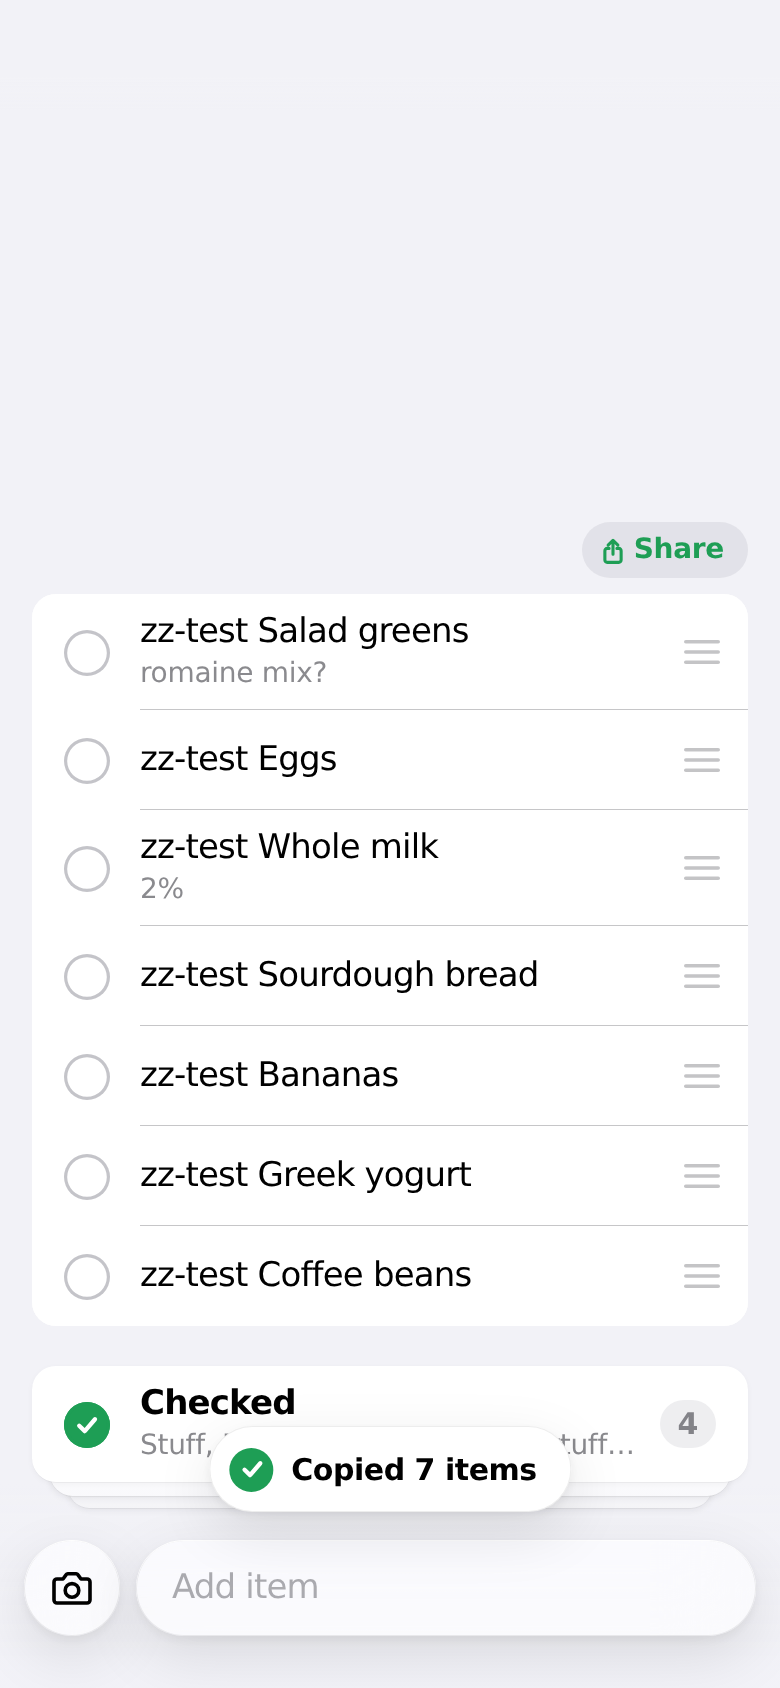 Share
zz-test Salad greens
romaine mix?
zz-test Eggs
zz-test Whole milk
2%
zz-test Sourdough bread
zz-test Bananas
zz-test Greek yogurt
zz-test Coffee beans
Checked
4
Stuff,
Copied 7 items
Add item